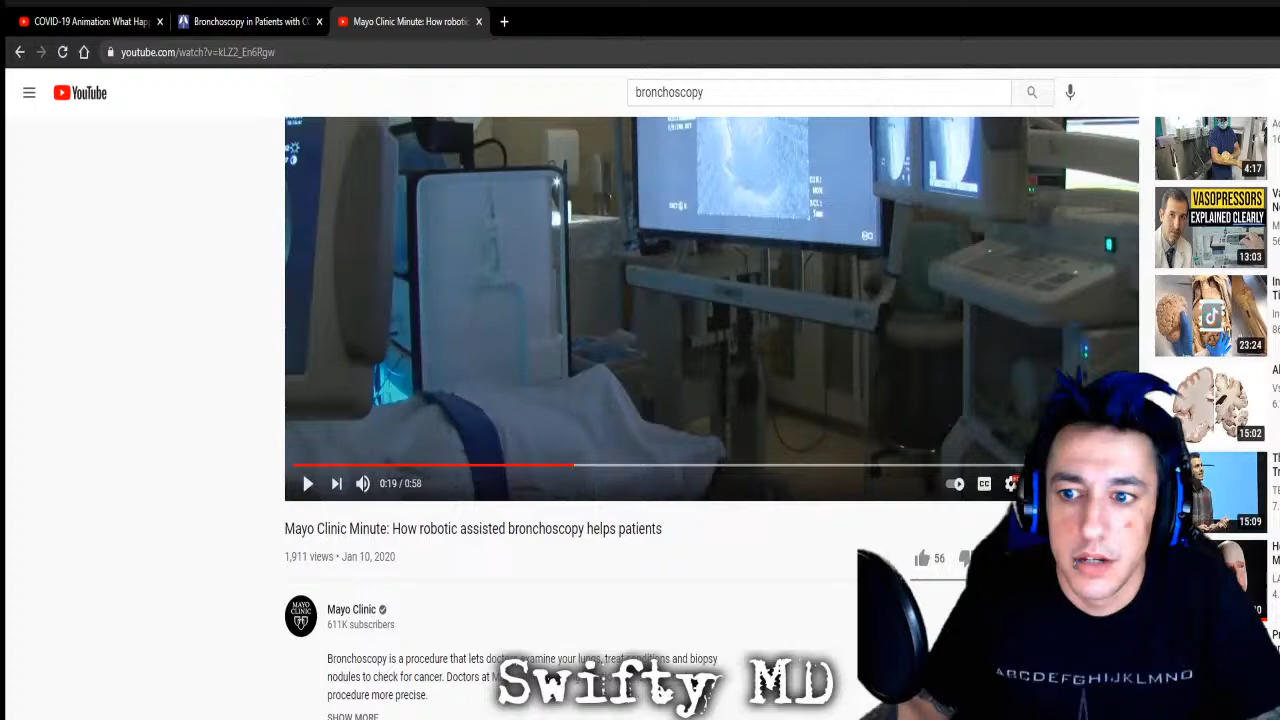 COVID-19 Animation: What Hap
Bronchoscopy in Patients with CO
Mayo Clinic Minute: How robotic
youtube.com/watch?v=kLZ2_En6Rgw
YouTube
bronchoscopy
4:17
VASOPRESSORS
EXPLAINED CLEARLY
13:03
23:24
15:02
15:09
0:19 / 0:58
CC
Mayo Clinic Minute: How robotic assisted bronchoscopy helps patients
1,911 views • Jan 10, 2020
56
MAYO
CLINIC
Mayo Clinic
611K subscribers
Bronchoscopy is a procedure that lets doctors examine your lungs, treat conditions and biopsy
nodules to check for cancer. Doctors at
procedure more precise.
SHOW MORE
Swifty MD
ABCDEFGHIJKLMNO